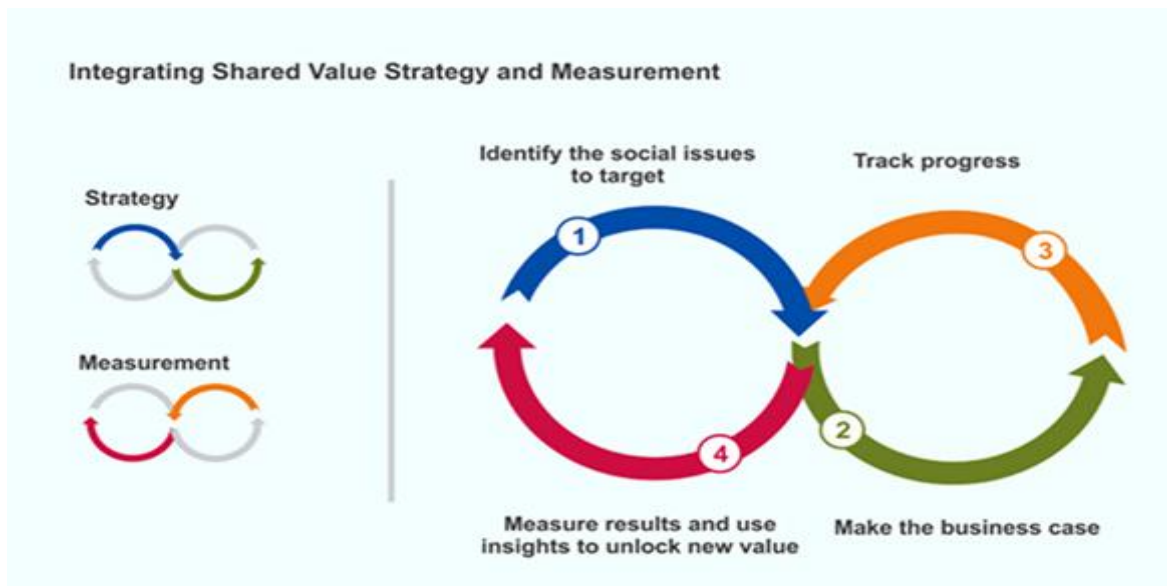 Integrating Shared Value Strategy and Measurement
Strategy
Measurement
Identify the social issues
to target
1
Track progress
3
4
2
Measure results and use
insights to unlock new value
Make the business case